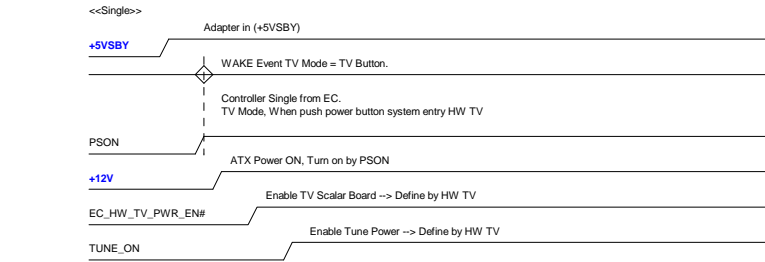 <<Single>>
Adapter in (+5VSBY)
+5VSBY
WAKE Event TV Mode = TV Button.
Controller Single from EC.
TV Mode, When push power button system entry HW TV
PSON
ATX Power ON, Turn on by PSON
+12V
Enable TV Scalar Board --> Define by HW TV
EC_HW_TV_PWR_EN#
Enable Tune Power --> Define by HW TV
TUNE_ON